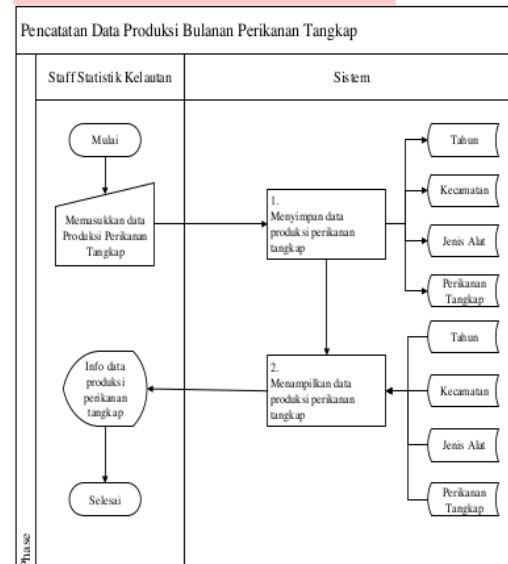 Pencatatan Data Produksi Bulanan Perikanan Tangkap
Staff Statistik Kelautan
Sistem
Mulai
Memasukkan data
Produksi Perikanan
Tangkap
1.
Menyimpan data
produksi perikanan
tangkap
Tahun
Kecamatan
Jenis Alat
Perikanan
Tangkap
Info data
produksi
perikanan
tangkap
2.
Menampilkan data
produksi perikanan
tangkap
Tahun
Kecamatan
Jenis Alat
Perikanan
Tangkap
Selesai
Phase